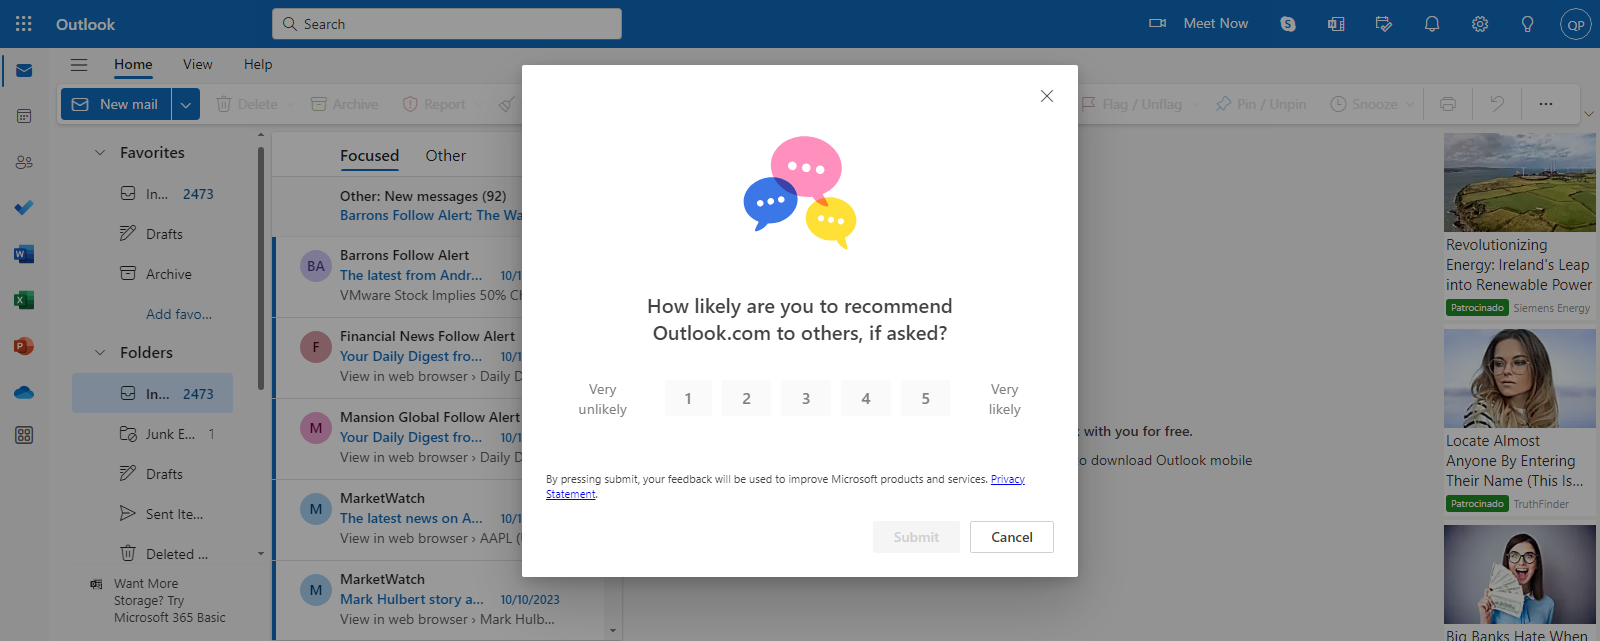 Outlook
Search
Meet Now
QP
Home
View
Help
New mail
Delete
Archive
Report
Flag / Unflag
Pin / Unpin
Snooze
Favorites
In... 2473
Drafts
Archive
Add favo...
Folders
In... 2473
Junk E... 1
Drafts
Sent Ite...
Deleted ...
Want More
Storage? Try
Microsoft 365 Basic
Focused
Other
Other: New messages (92)
Barrons Follow Alert; The Wa
BA
Barrons Follow Alert
The latest from Andr... 10/1
VMware Stock Implies 50% Ch
F
Financial News Follow Alert
Your Daily Digest fro... 10/1
View in web browser › Daily D
M
Mansion Global Follow Alert
Your Daily Digest fro... 10/1
View in web browser › Daily D
M
MarketWatch
The latest news on A... 10/1
View in web browser › AAPL (
M
MarketWatch
Mark Hulbert story a... 10/10/2023
View in web browser › Mark Hulb...
How likely are you to recommend
Outlook.com to others, if asked?
Very
unlikely
1
2
3
4
5
Very
likely
By pressing submit, your feedback will be used to improve Microsoft products and services. Privacy
Statement.
Submit
Cancel
with you for free.
o download Outlook mobile
Revolutionizing
Energy: Ireland's Leap
into Renewable Power
Patrocinado Siemens Energy
Locate Almost
Anyone By Entering
Their Name (This Is...
Patrocinado TruthFinder
Big Banks Hate When